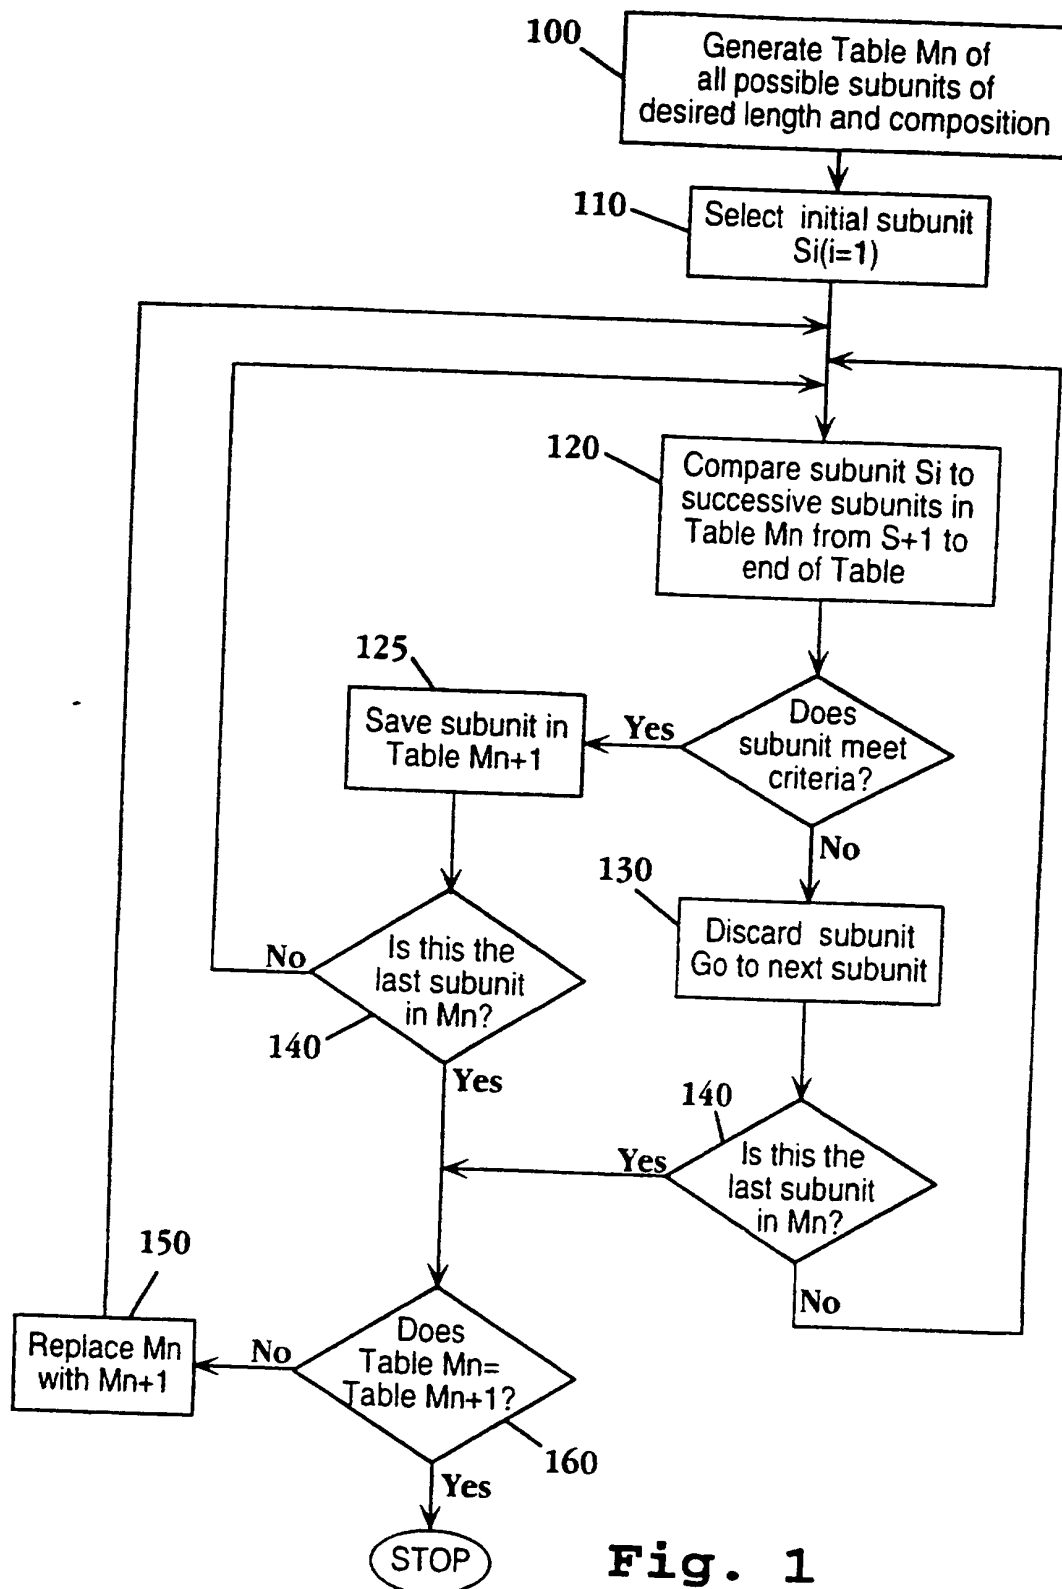 100
Generate Table Mn of
all possible subunits of
desired length and composition
110
Select initial subunit
Si(i=1)
120
Compare subunit Si to
successive subunits in
Table Mn from S+1 to
end of Table
125
Save subunit in
Table Mn+1
Yes
Does
subunit meet
criteria?
No
130
Discard subunit
Go to next subunit
No
Is this the
last subunit
in Mn?
140
Yes
140
Yes
Is this the
last subunit
in Mn?
No
150
Replace Mn
with Mn+1
No
Does
Table Mn=
Table Mn+1?
160
Yes
STOP
Fig. 1